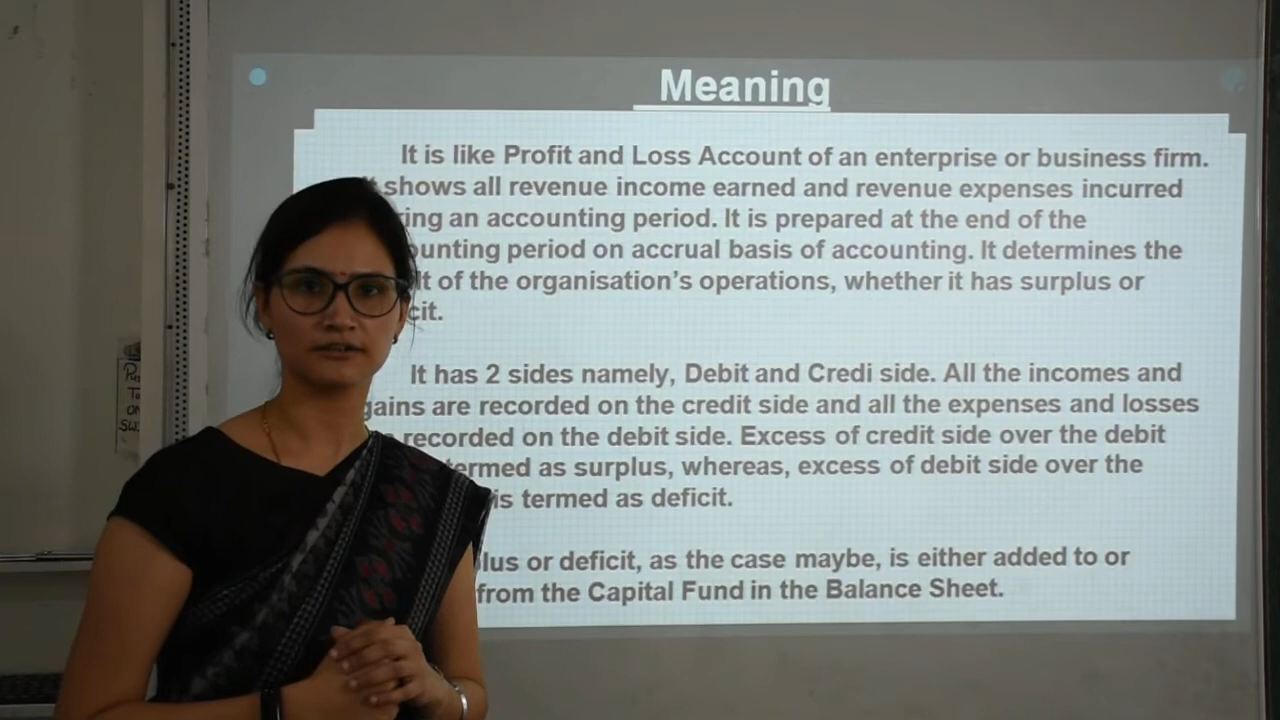 Meaning
It is like Profit and Loss Account of an enterprise or business firm.
shows all revenue income earned and revenue expenses incurred
ing an accounting period. It is prepared at the end of the
ounting period on accrual basis of accounting. It determines the
lt of the organisation's operations, whether it has surplus or
cit.
It has 2 sides namely, Debit and Credi side. All the incomes and
gains are recorded on the credit side and all the expenses and losses
recorded on the debit side. Excess of credit side over the debit
termed as surplus, whereas, excess of debit side over the
is termed as deficit.
lus or deficit, as the case maybe, is either added to or
from the Capital Fund in the Balance Sheet.